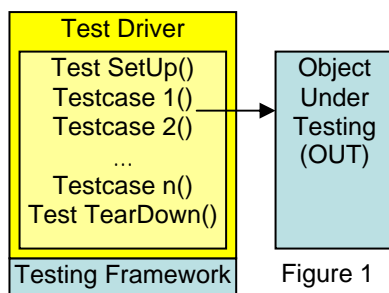 Test Driver
Test SetUp()
Testcase 1()
Testcase 2()
...
Testcase n()
Test TearDown()
Testing Framework
Object
Under
Testing
(OUT)
Figure 1